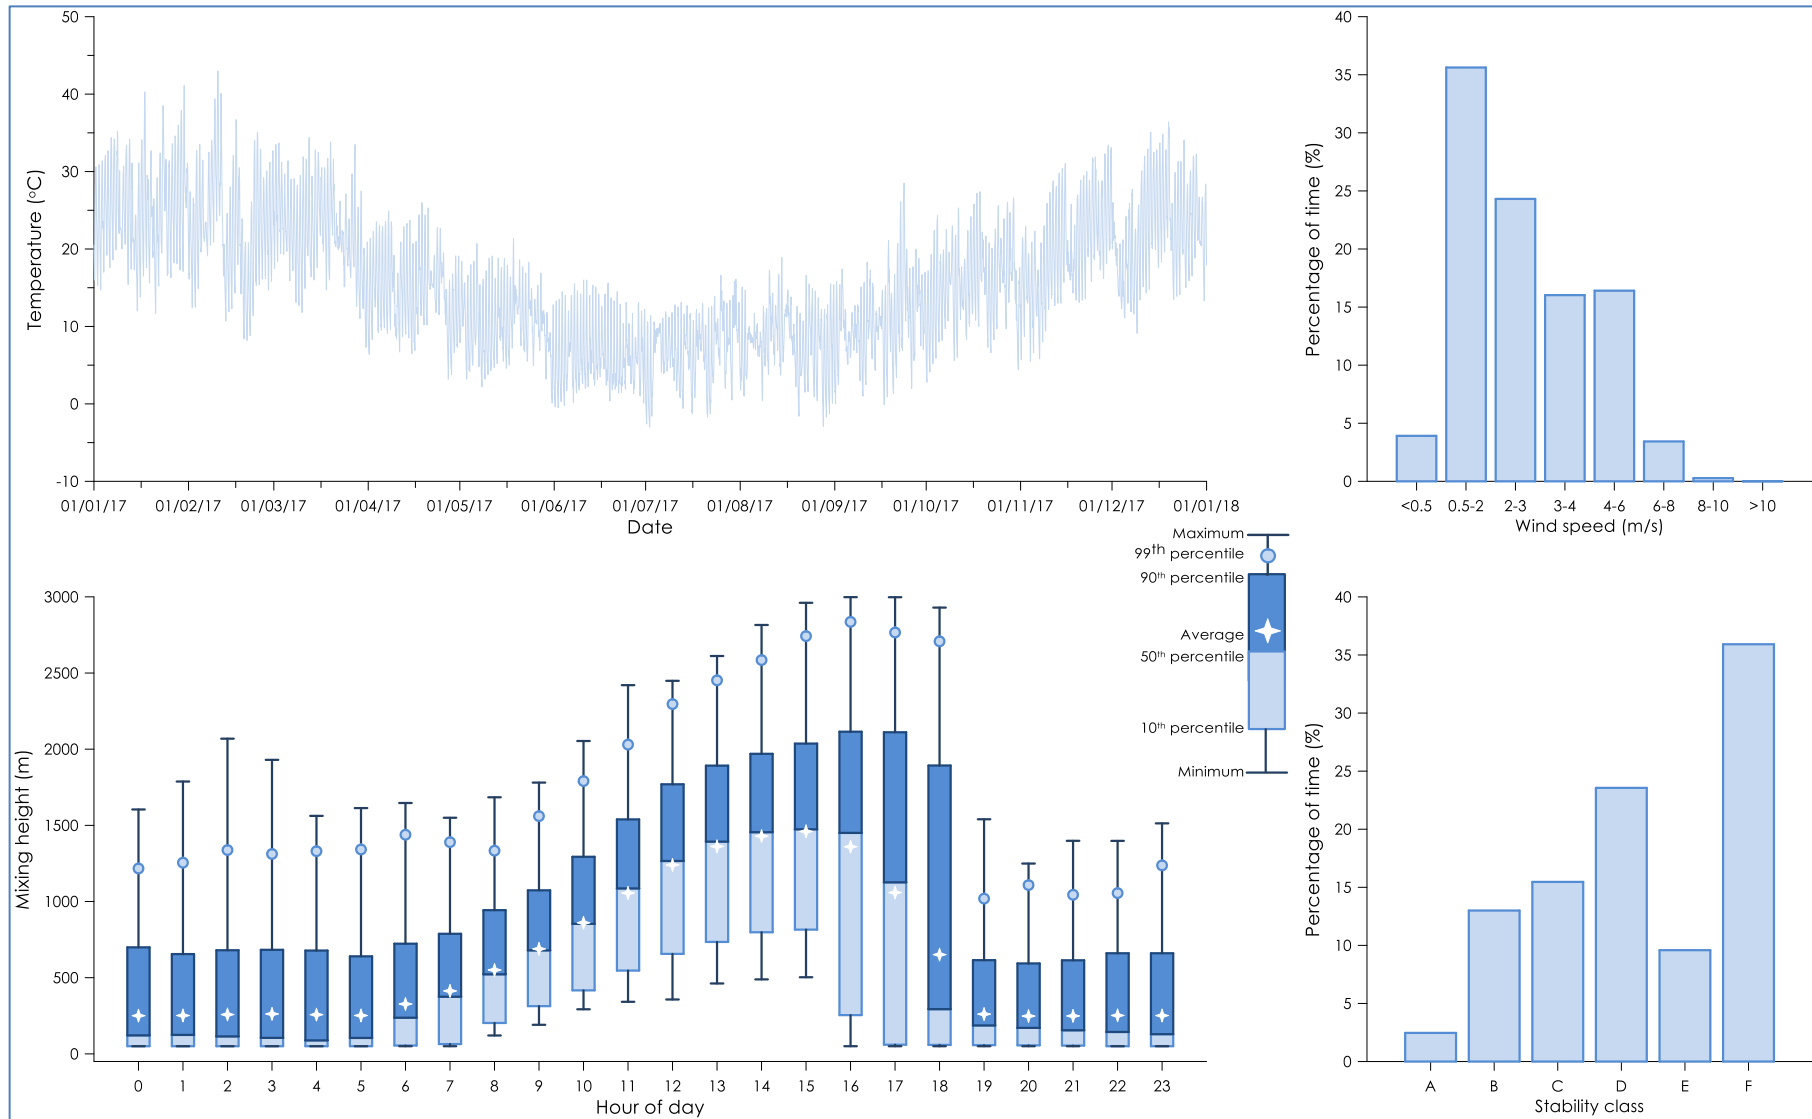 50
40
30
20
10
0
-10
Temperature (°C)
01/01/17 01/02/17 01/03/17 01/04/17 01/05/17 01/06/17 01/07/17 01/08/17 01/09/17 01/10/17 01/11/17 01/12/17 01/01/18
Date
40
35
30
25
20
15
10
5
0
Percentage of time (%)
<0.5 0.5-2 2-3 3-4 4-6 6-8 8-10 >10
Wind speed (m/s)
Maximum
99th percentile
90th percentile
Average
50th percentile
10th percentile
Minimum
3000
2500
2000
1500
1000
500
0
Mixing height (m)
0 1 2 3 4 5 6 7 8 9 10 11 12 13 14 15 16 17 18 19 20 21 22 23
Hour of day
40
35
30
25
20
15
10
5
0
Percentage of time (%)
A B C D E F
Stability class